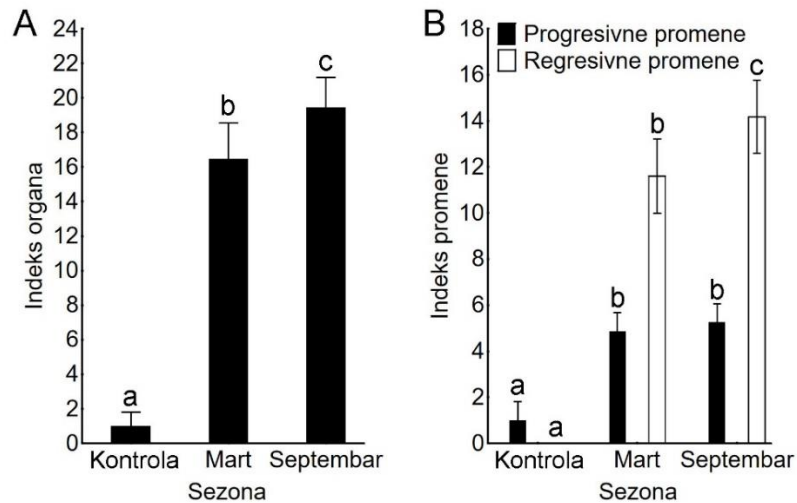 A
Indeks organa
24
22
20
18
16
14
12
10
8
6
4
2
0
a
b
c
Kontrola Mart Septembar
Sezona
B
Indeks promene
18
16
14
12
10
8
6
4
2
0
Progresivne promene
Regresivne promene
a
a
b
b
b
c
Kontrola Mart Septembar
Sezona